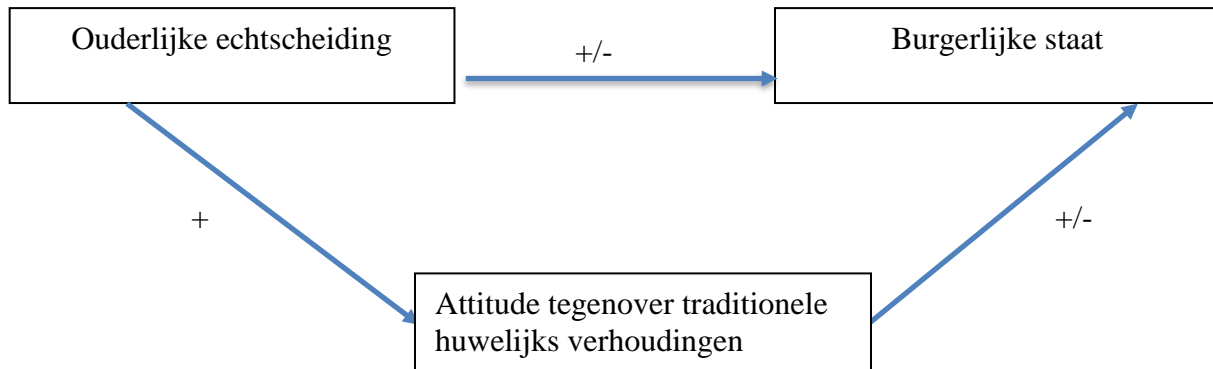 Ouderlijke echtscheiding
+/-
Burgerlijke staat
+
+/-
Attitude tegenover traditionele
huwelijks verhoudingen